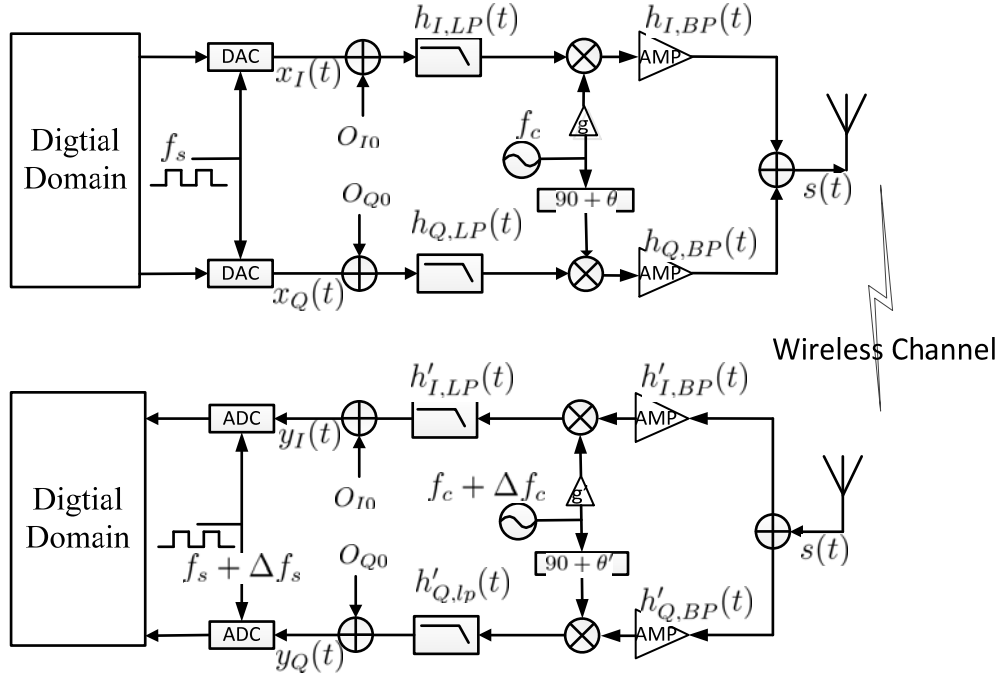 h_{I,LP}(t)
h_{I,BP}(t)
DAC
AMP
x_I(t)
O_{I0}
f_c
g
Digtial
Domain
f_s
90 + θ
s(t)
O_{Q0}
h_{Q,LP}(t)
h_{Q,BP}(t)
DAC
AMP
x_Q(t)
Wireless Channel
h'_{I,LP}(t)
h'_{I,BP}(t)
ADC
AMP
y_I(t)
O_{I0}
f_c + Δf_c
g'
Digtial
Domain
f_s + Δf_s
90 + θ'
s(t)
O_{Q0}
h'_{Q,lp}(t)
h'_{Q,BP}(t)
ADC
AMP
y_Q(t)